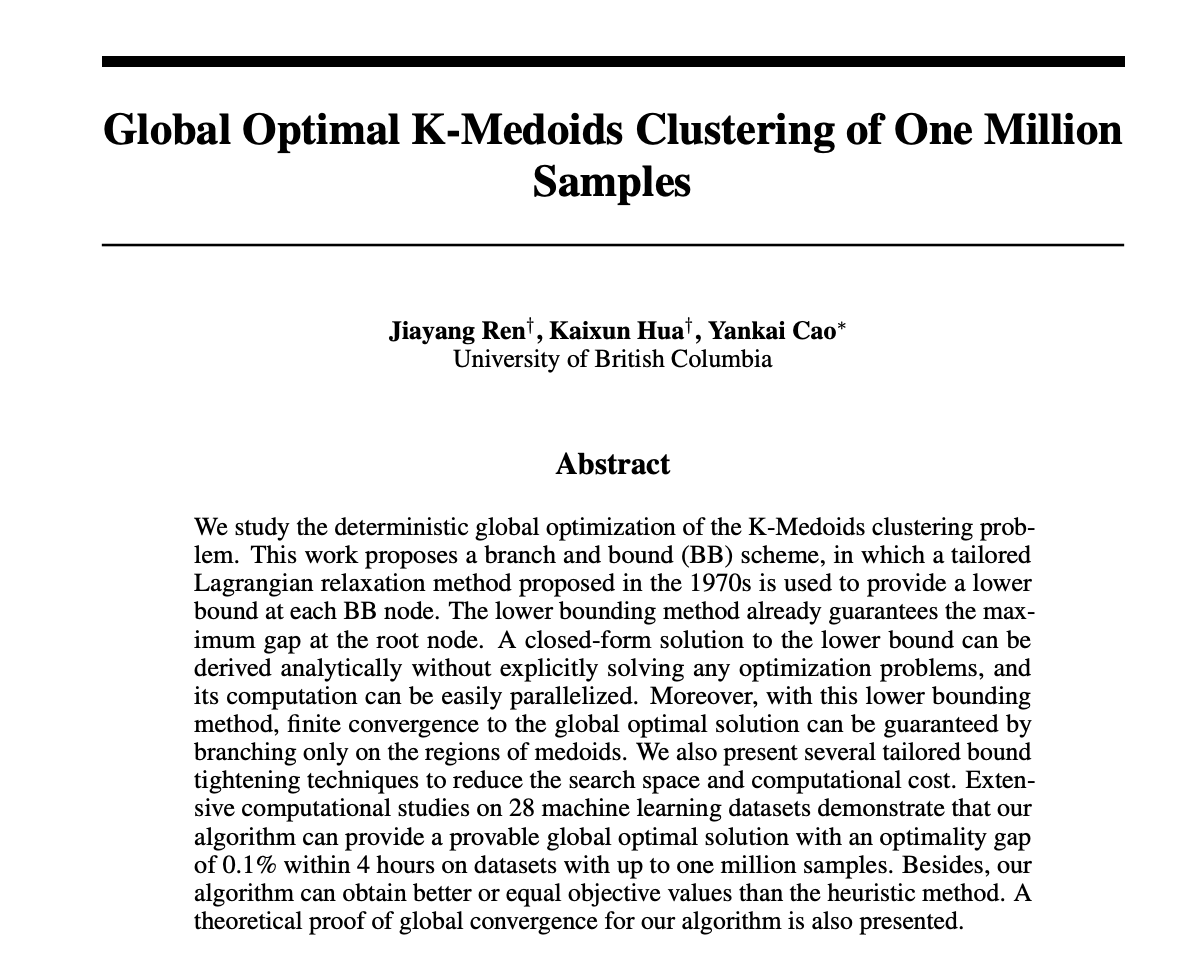 Global Optimal K-Medoids Clustering of One Million
Samples
Jiayang Ren†, Kaixun Hua†, Yankai Cao*
University of British Columbia
Abstract
We study the deterministic global optimization of the K-Medoids clustering prob-
lem. This work proposes a branch and bound (BB) scheme, in which a tailored
Lagrangian relaxation method proposed in the 1970s is used to provide a lower
bound at each BB node. The lower bounding method already guarantees the max-
imum gap at the root node. A closed-form solution to the lower bound can be
derived analytically without explicitly solving any optimization problems, and
its computation can be easily parallelized. Moreover, with this lower bounding
method, finite convergence to the global optimal solution can be guaranteed by
branching only on the regions of medoids. We also present several tailored bound
tightening techniques to reduce the search space and computational cost. Exten-
sive computational studies on 28 machine learning datasets demonstrate that our
algorithm can provide a provable global optimal solution with an optimality gap
of 0.1% within 4 hours on datasets with up to one million samples. Besides, our
algorithm can obtain better or equal objective values than the heuristic method. A
theoretical proof of global convergence for our algorithm is also presented.